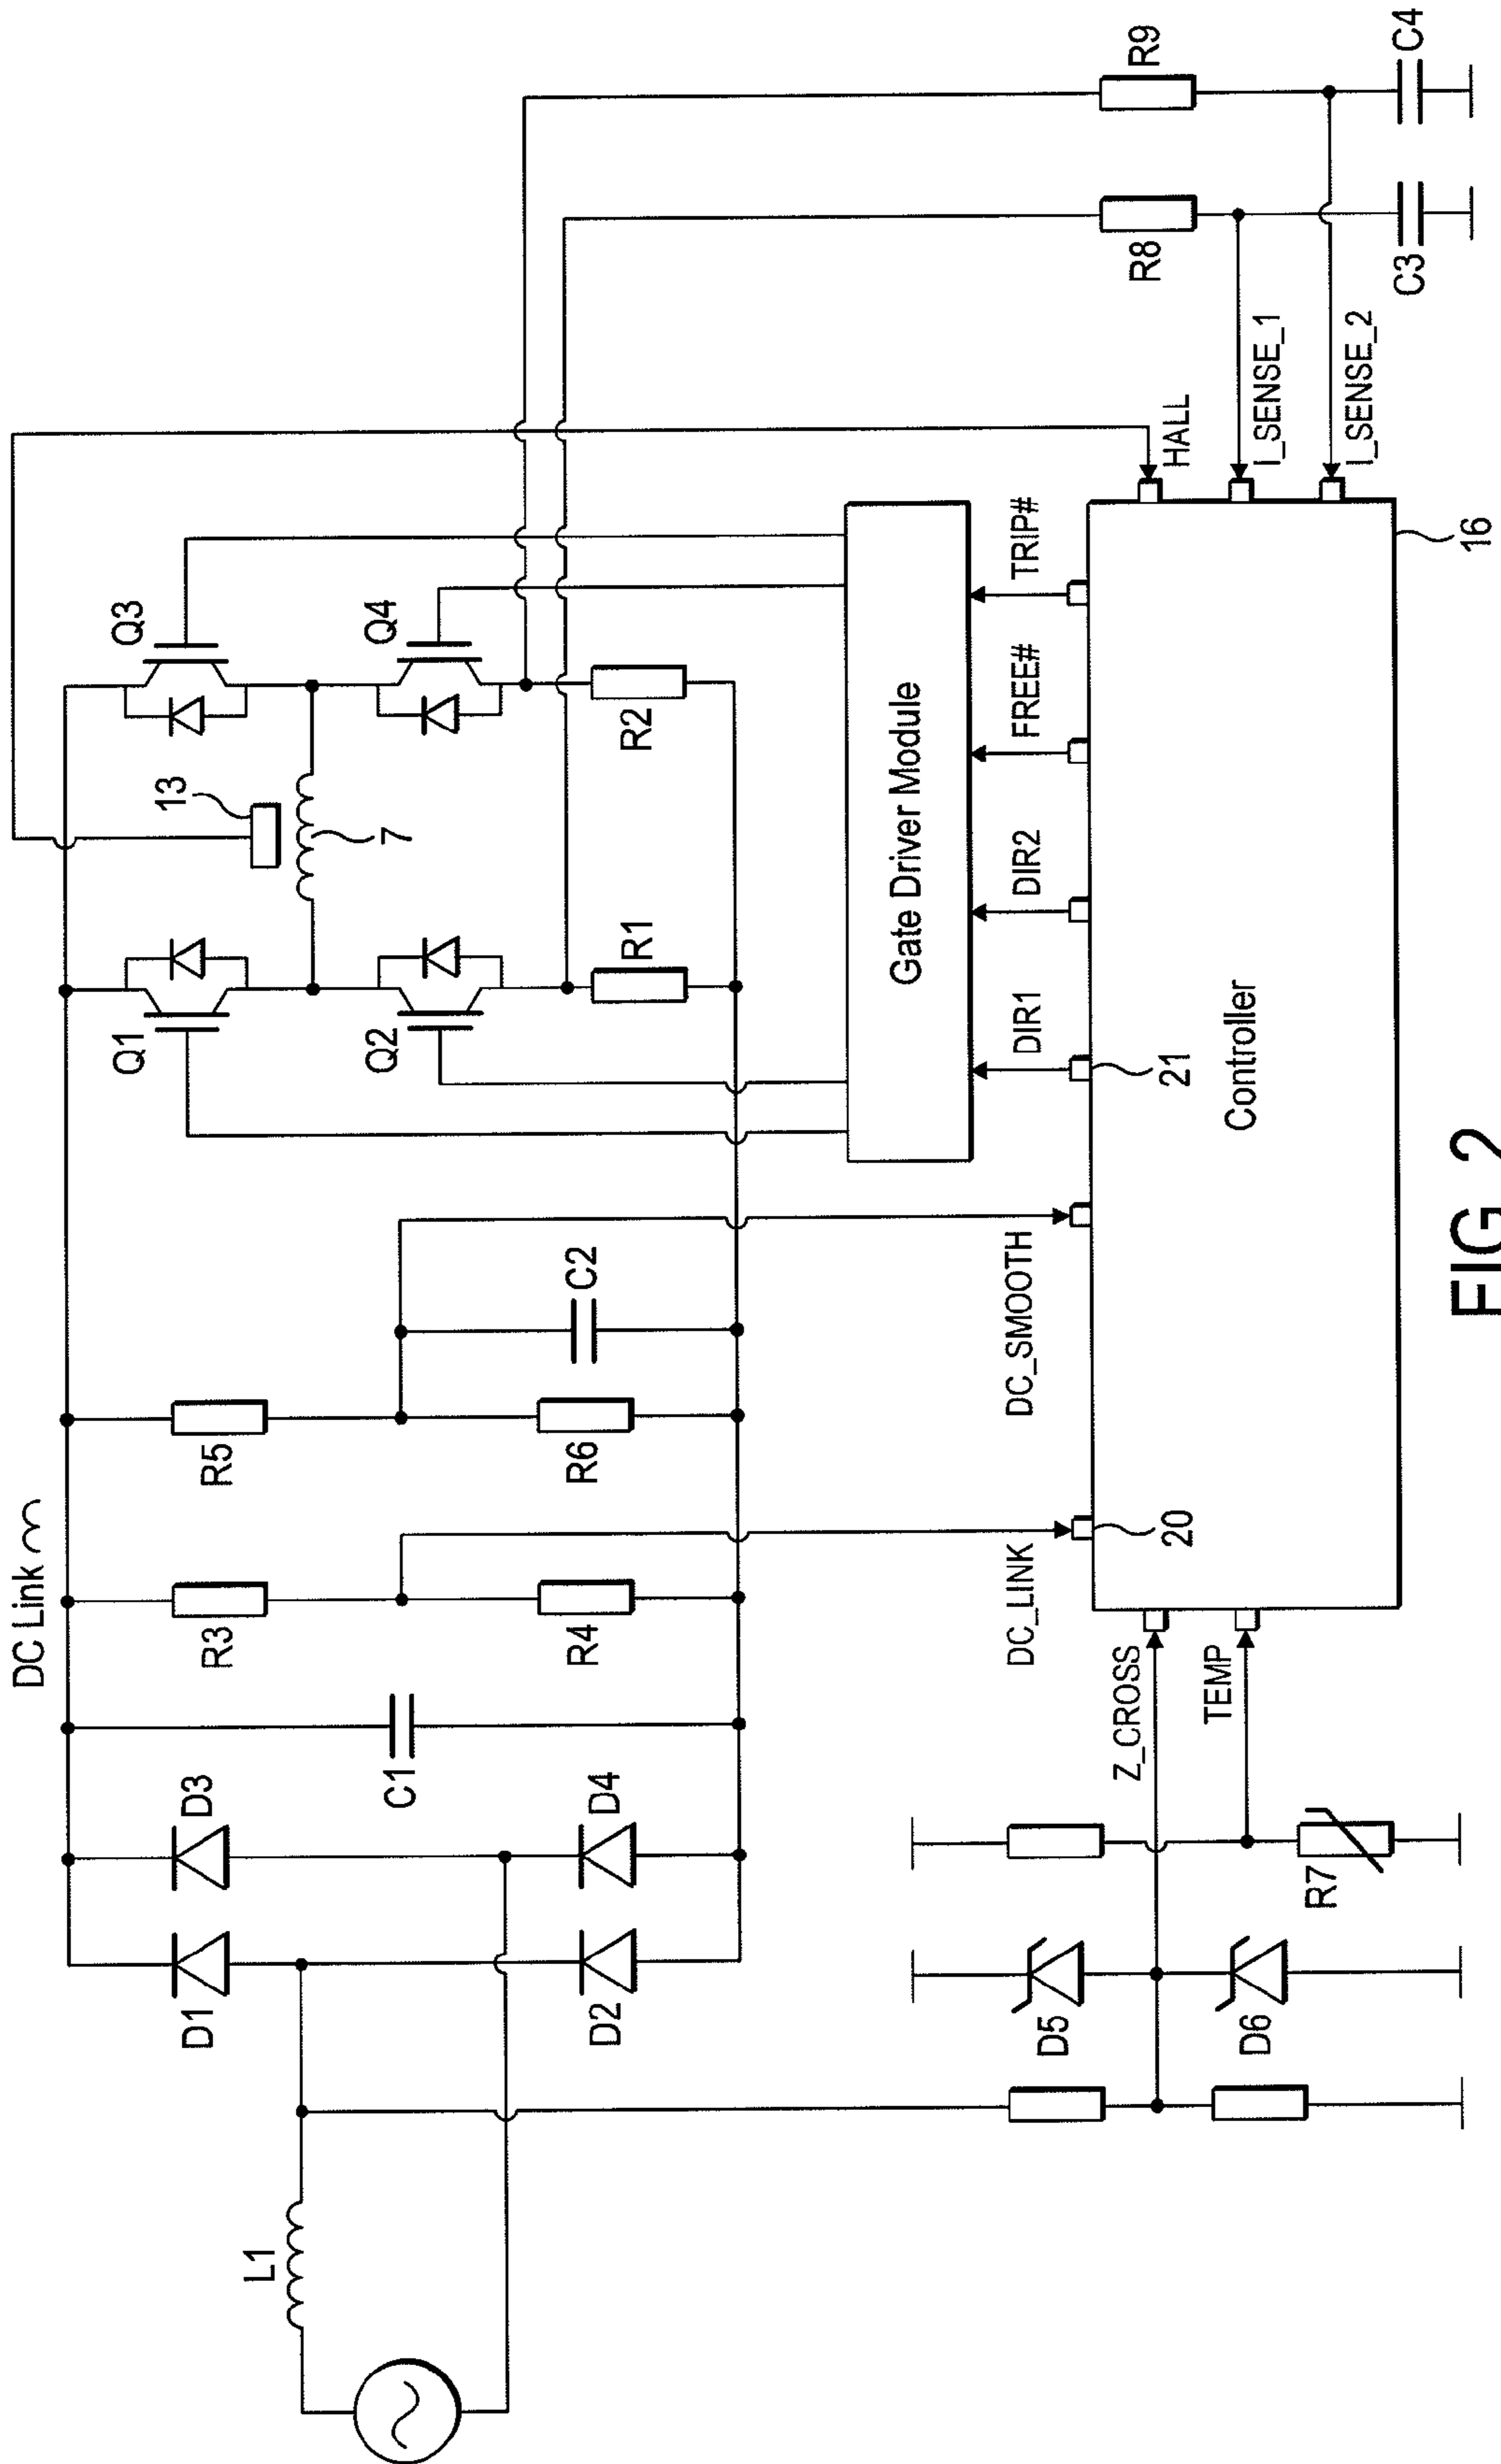 DC Link
L1
D1
D3
D2
D4
C1
R3
R4
R5
R6
C2
Q1
Q2
13
7
Q3
Q4
R1
R2
D5
D6
R7
Z_CROSS
TEMP
DC_LINK
DC_SMOOTH
20
Gate Driver Module
DIR1
DIR2
FREE#
TRIP#
21
Controller
16
HALL
I_SENSE_1
I_SENSE_2
R8
R9
C3
C4
FIG. 2